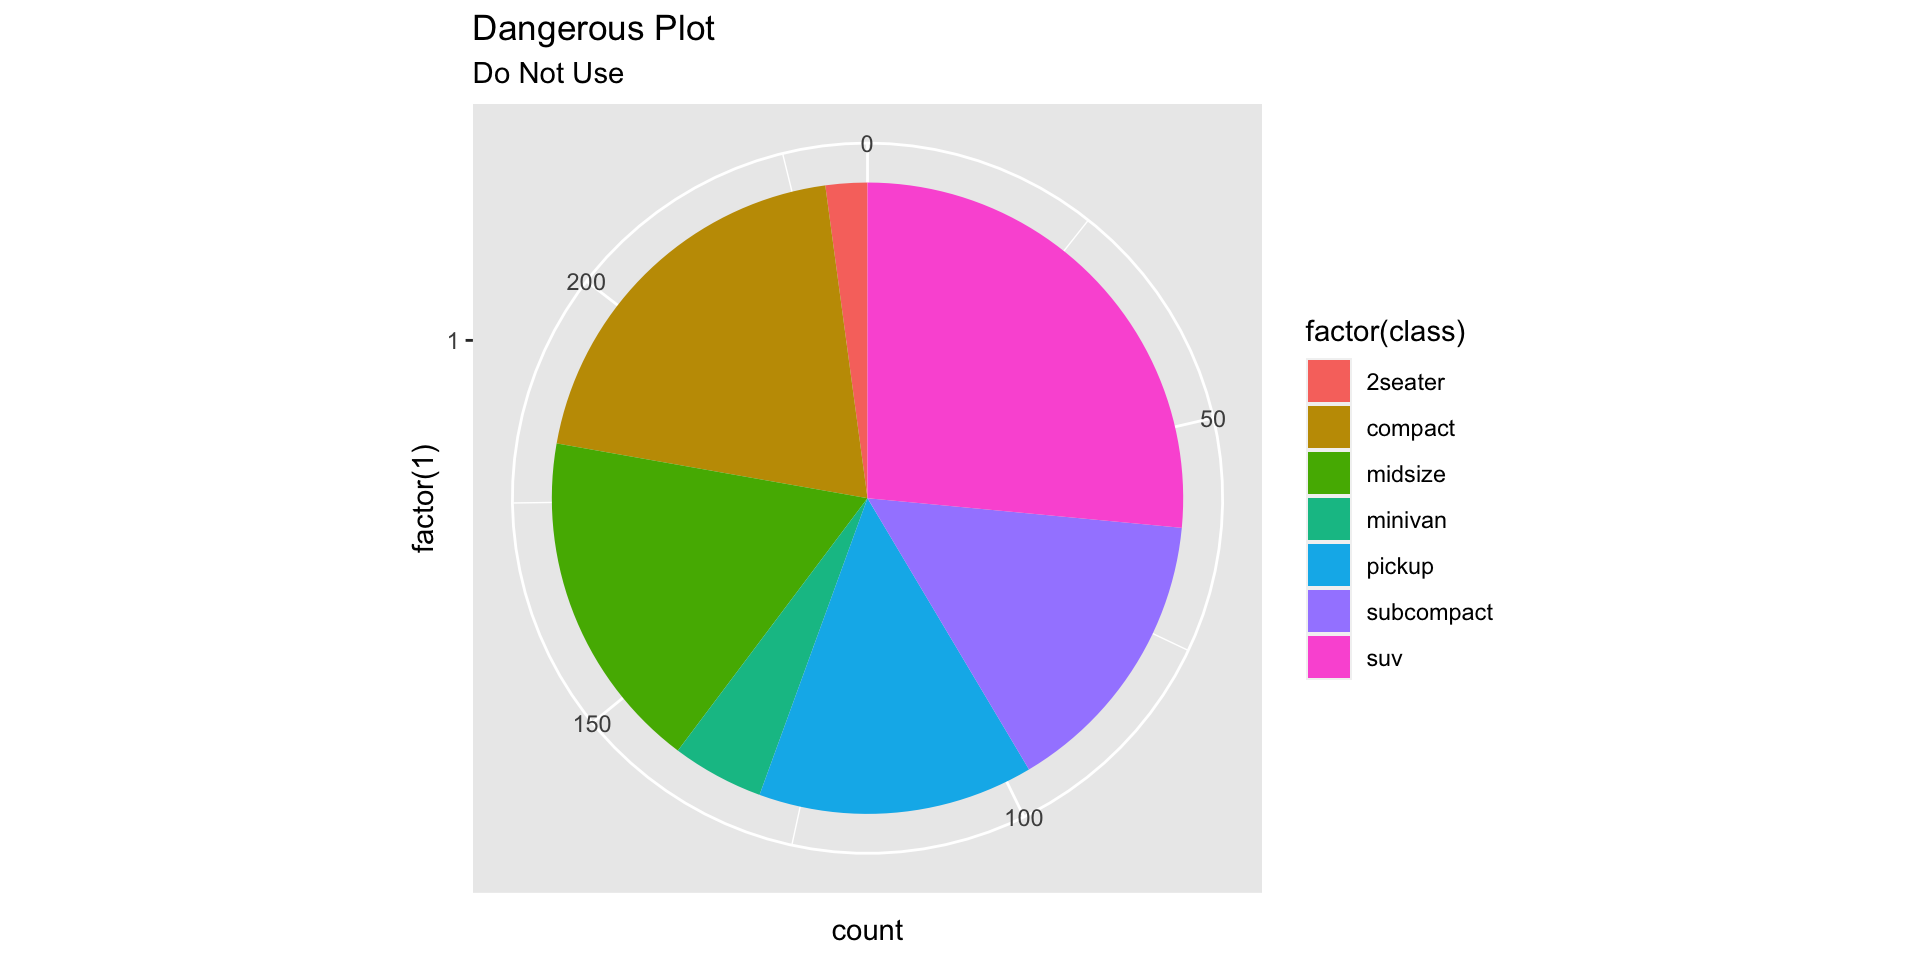 Dangerous Plot
Do Not Use
0
50
100
150
200
1
factor(1)
count
factor(class)
2seater
compact
midsize
minivan
pickup
subcompact
suv